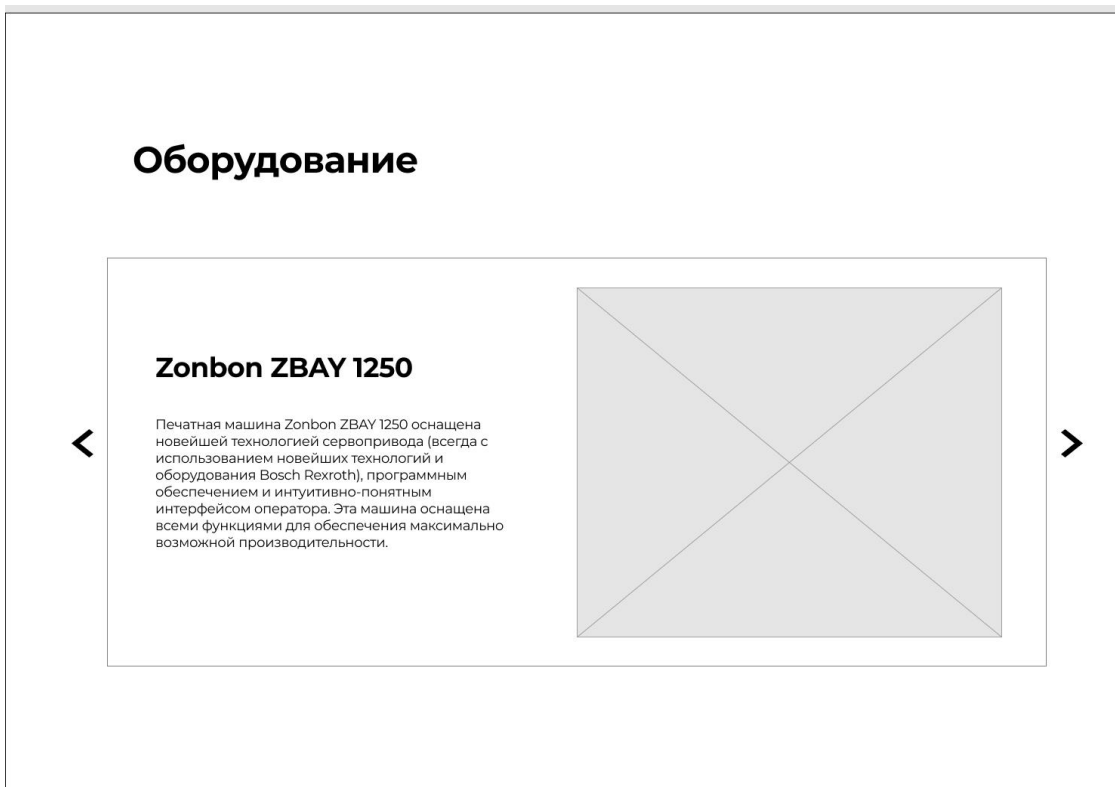 Оборудование
Zonbon ZBAY 1250
Печатная машина Zonbon ZBAY 1250 оснащена
новейшей технологией сервопривода (всегда с
использованием новейших технологий и
оборудования Bosch Rexroth), программным
обеспечением и интуитивно-понятным
интерфейсом оператора. Эта машина оснащена
всеми функциями для обеспечения максимально
возможной производительности.